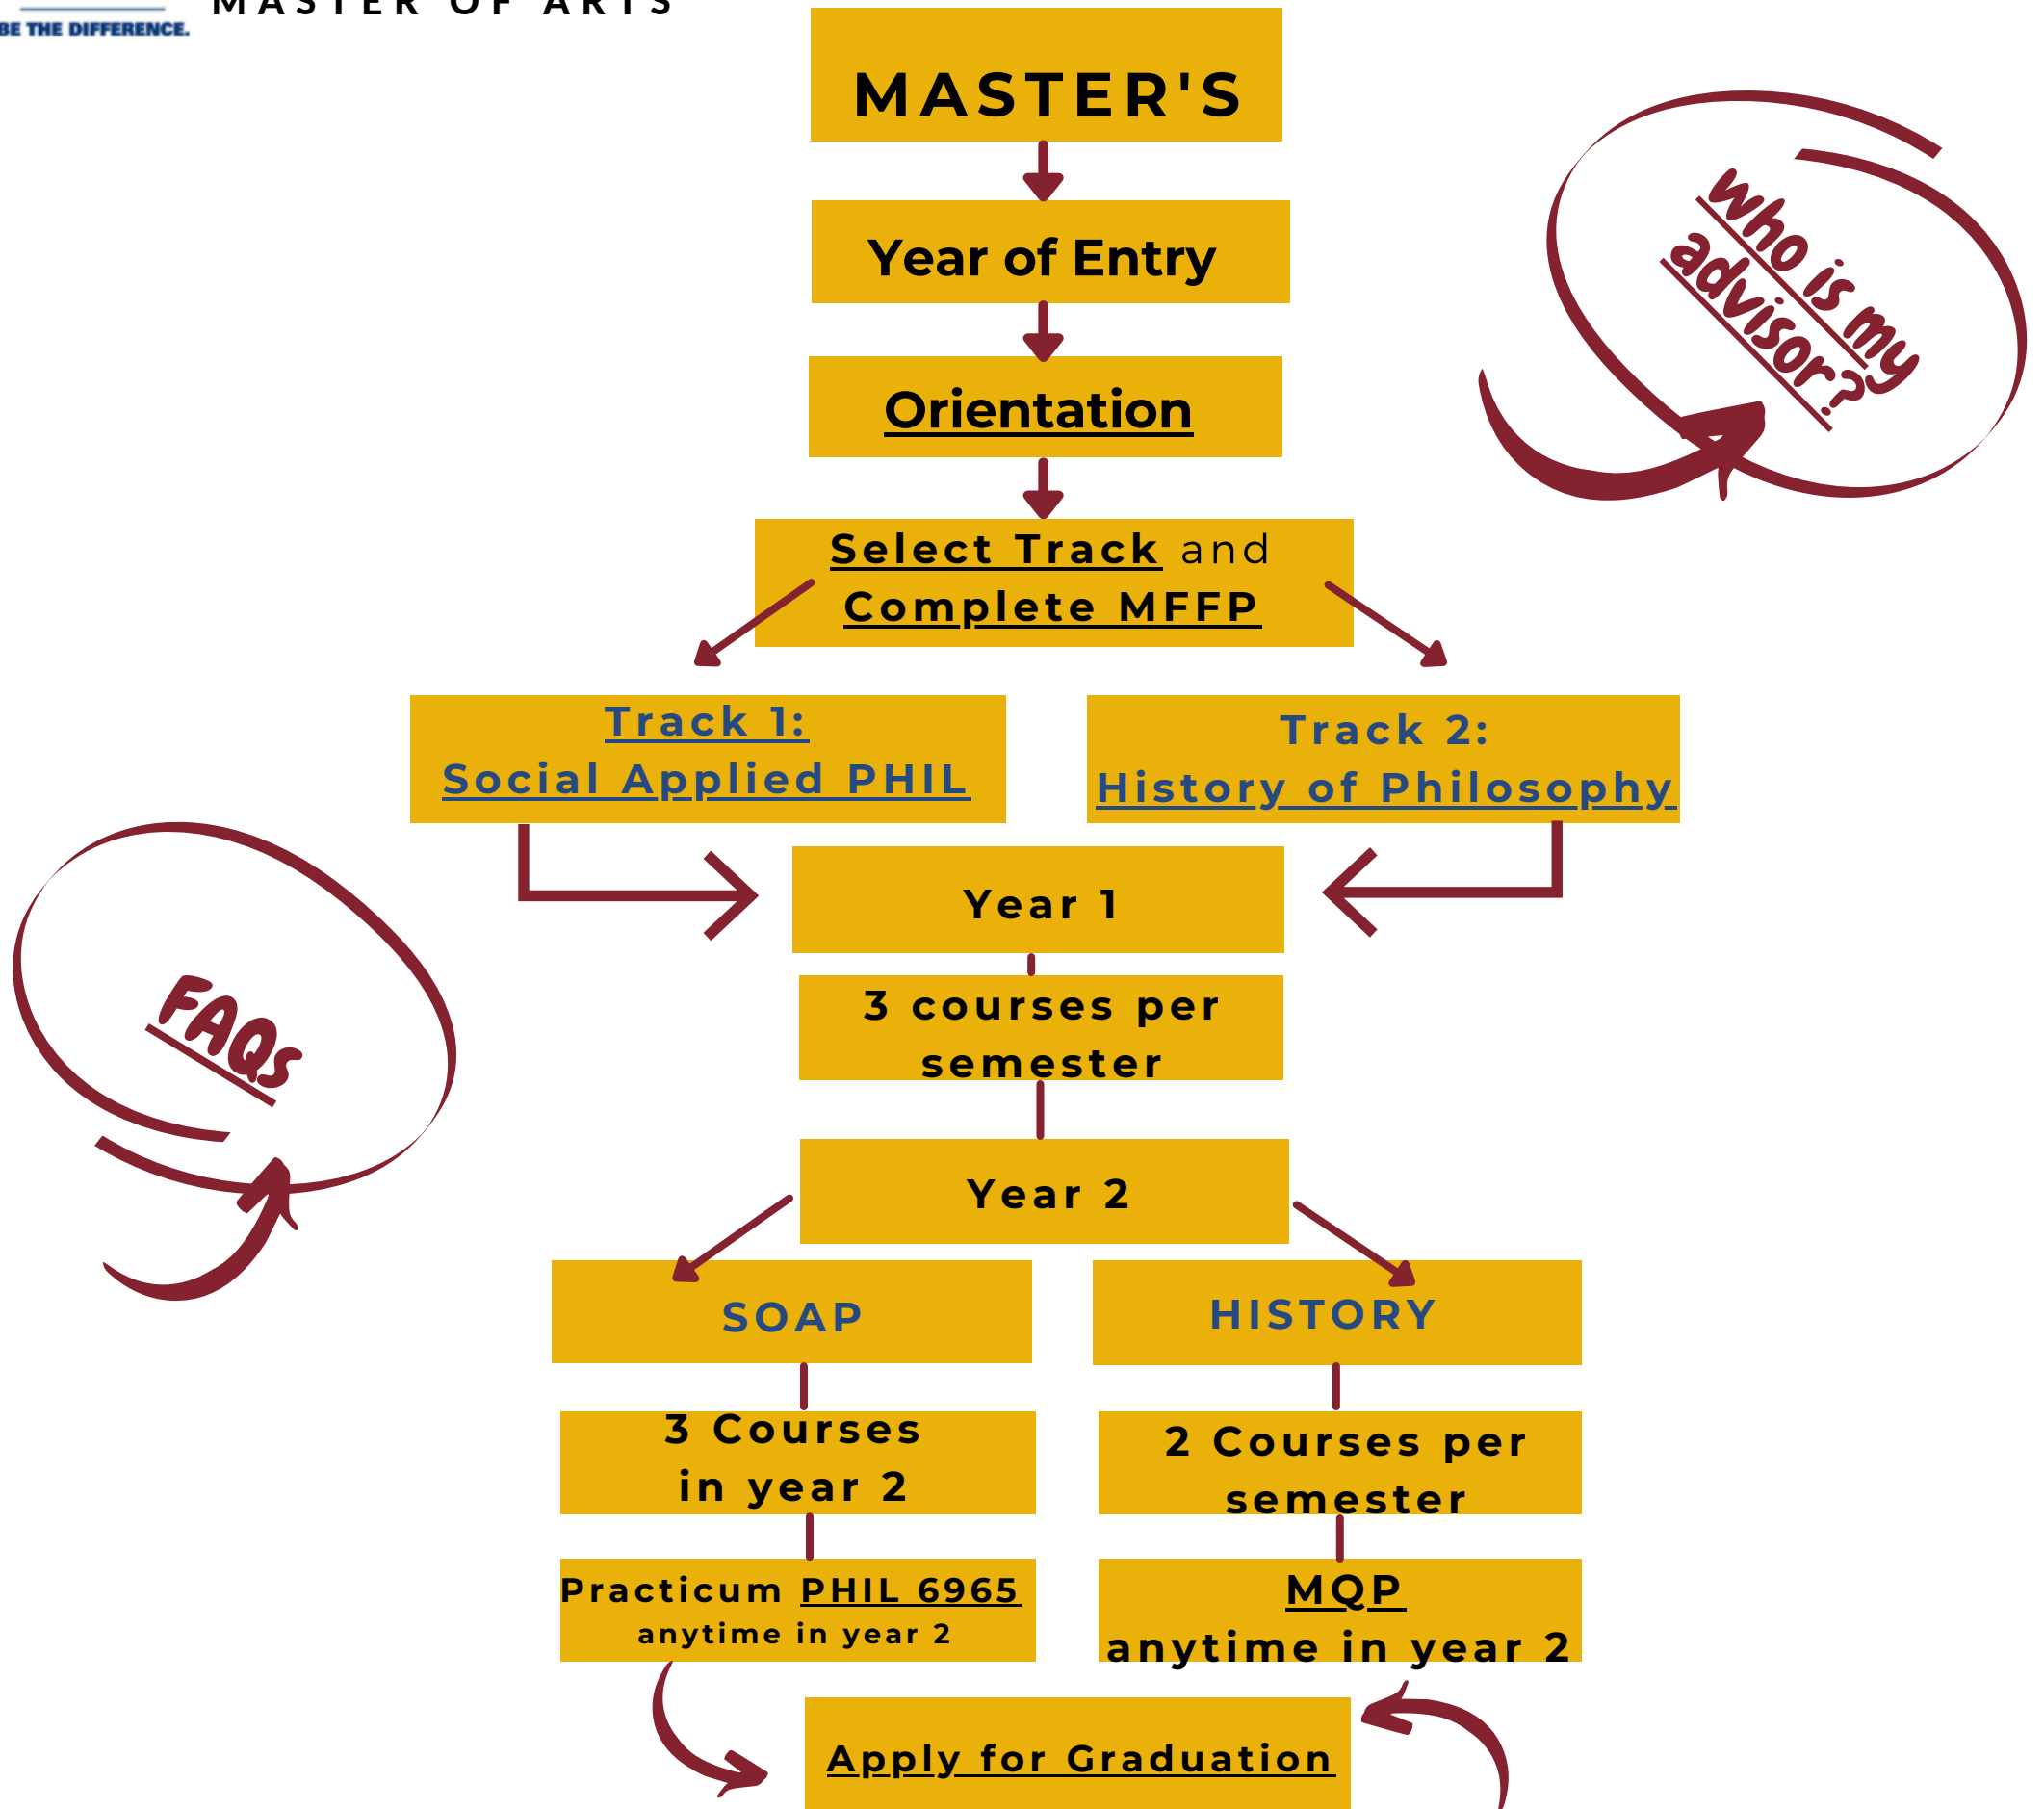 MASTER OF ARTS
BE THE DIFFERENCE.
MASTER'S
Year of Entry
who is my
advisor?
Orientation
Select Track and
Complete MFFP
Track 1:
Social Applied PHIL
Track 2:
History of Philosophy
Year 1
3 courses per
semester
FAQs
Year 2
SOAP
HISTORY
3 Courses
in year 2
2 Courses per
semester
Practicum PHIL 6965
anytime in year 2
MQP
anytime in year 2
Apply for Graduation